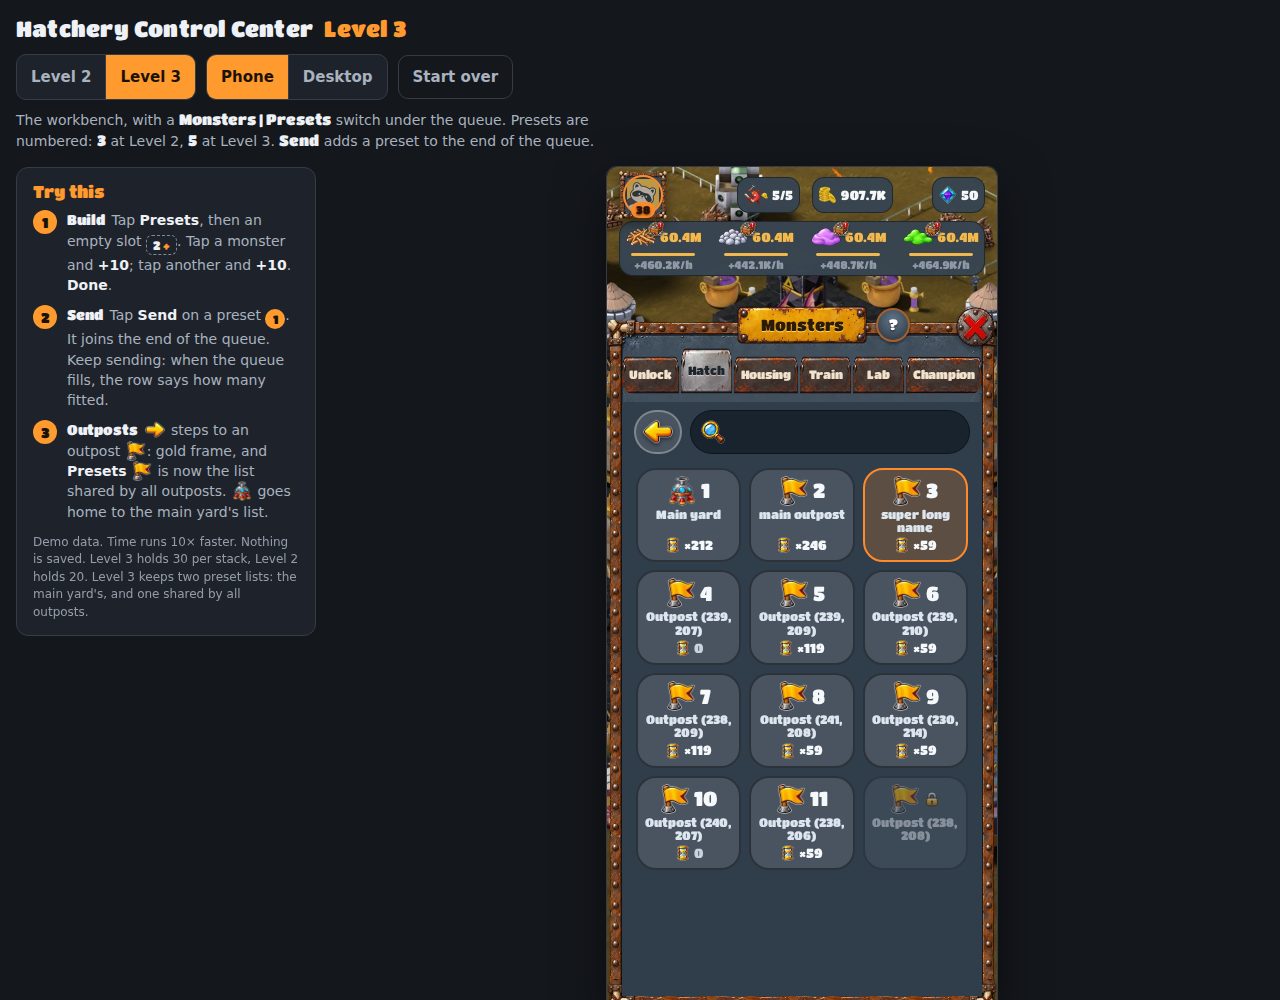 Hatchery Control Center Level 3
Level 2 Level 3 Phone Desktop Start over
The workbench, with a Monsters | Presets switch under the queue. Presets are
numbered: 3 at Level 2, 5 at Level 3. Send adds a preset to the end of the queue.
Try this
1 Build Tap Presets, then an
empty slot 2+. Tap a monster
and +10; tap another and +10.
Done.
2 Send Tap Send on a preset 1.
It joins the end of the queue.
Keep sending: when the queue
fills, the row says how many
fitted.
3 Outposts steps to an
outpost: gold frame, and
Presets is now the list
shared by all outposts. goes
home to the main yard's list.
Demo data. Time runs 10× faster. Nothing
is saved. Level 3 holds 30 per stack, Level 2
holds 20. Level 3 keeps two preset lists: the
main yard's, and one shared by all
outposts.
38 5/5 907.7K 50
60.4M 60.4M 60.4M 60.4M
+460.2K/h +442.1K/h +448.7K/h +464.9K/h
Monsters ?
Unlock Hatch Housing Train Lab Champion
1
Main yard
×212
2
main outpost
×246
3
super long
name
×59
4
Outpost (239,
207)
0
5
Outpost (239,
209)
×119
6
Outpost (239,
210)
×59
7
Outpost (238,
209)
×119
8
Outpost (241,
208)
×59
9
Outpost (230,
214)
×59
10
Outpost (240,
207)
0
11
Outpost (238,
206)
×59
Outpost (238,
208)